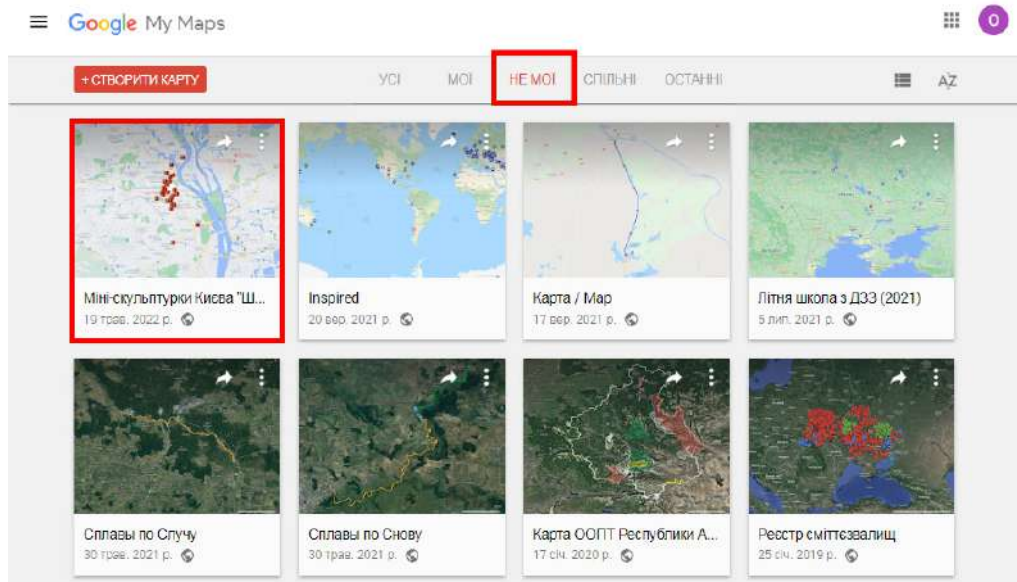 Google My Maps
O
+ СТВОРИТИ КАРТУ
УСІ МОЇ НЕ МОЇ СПІЛЬНІ ОСТАННІ
AZ
Міні-скульптурки Києва "Ш...
19 трав. 2022 р.
Inspired
20 вер. 2021 р.
Карта / Map
17 вер. 2021 р.
Літня школа з ДЗЗ (2021)
5 лип. 2021 р.
Сплавы по Случу
30 трав. 2021 р.
Сплавы по Снову
30 трав. 2021 р.
Карта ООПТ Республики А...
17 січ. 2020 р.
Реєстр сміттєзвалищ
25 січ. 2019 р.